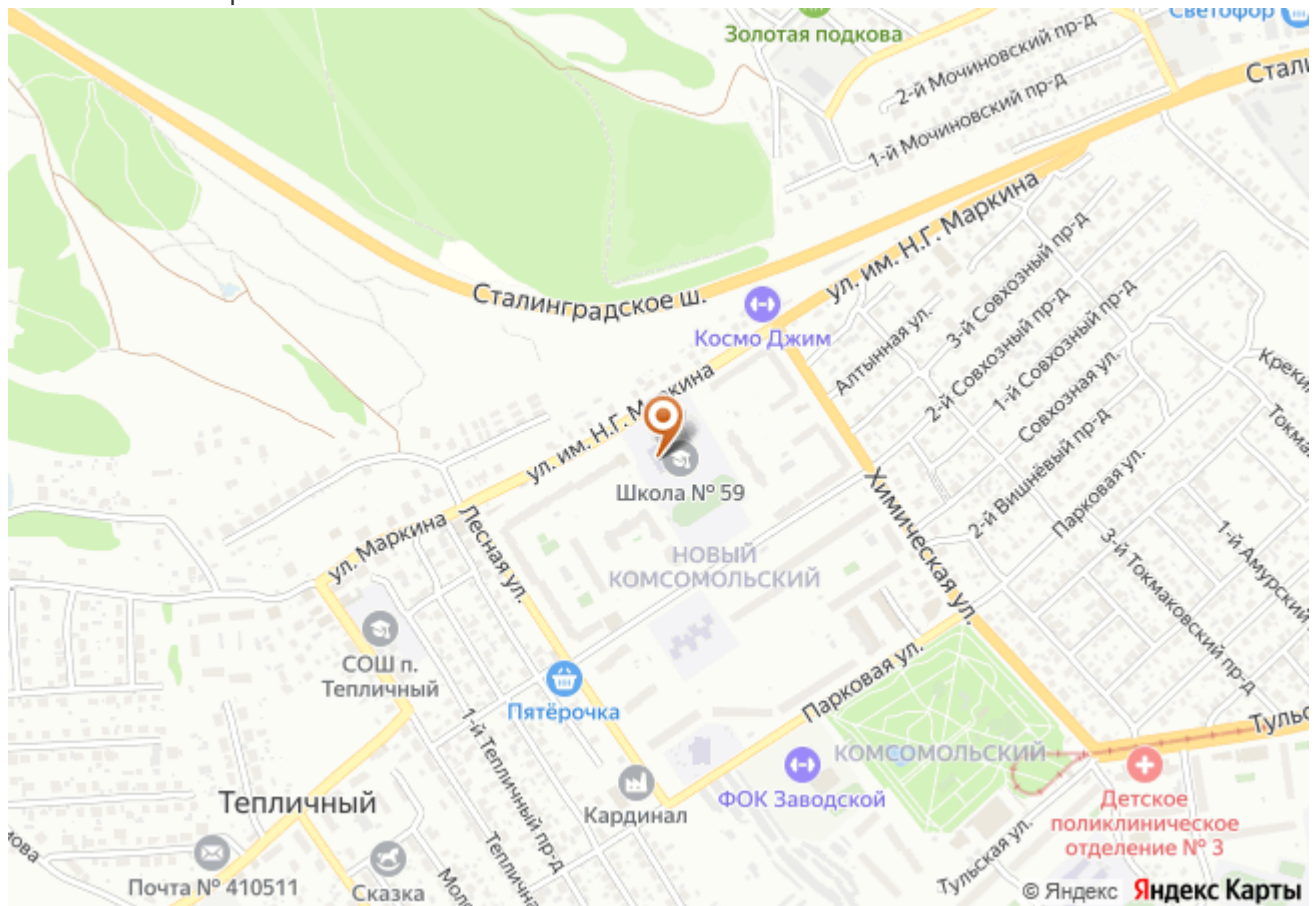 Золотая подкова
Светофор
2-й Мочиновский пр-д
1-й Мочиновский пр-д
ул. им. Н.Г. Маркина
Сталинградское ш.
Космо Джим
Алтынная ул.
3-й Совхозный пр-д
2-й Совхозный пр-д
1-й Совхозный пр-д
Совхозная ул.
2-й Вишнёвый пр-д
Парковая ул.
ул. им. Н.Г. Маркина
Школа № 59
ул. Маркина
Лесная ул.
Химическая ул.
НОВЫЙ
КОМСОМОЛЬСКИЙ
1-й Амурский
3-й Токмаковский пр-д
СОШ п.
Тепличный
Пятёрочка
Парковая ул.
1-й Тепличный пр-д
КОМСОМОЛЬСКИЙ
ФОК Заводской
Кардинал
Тепличный
Детское
поликлиническое
отделение № 3
Тульская ул.
Почта № 410511
Сказка
© Яндекс Яндекс Карты